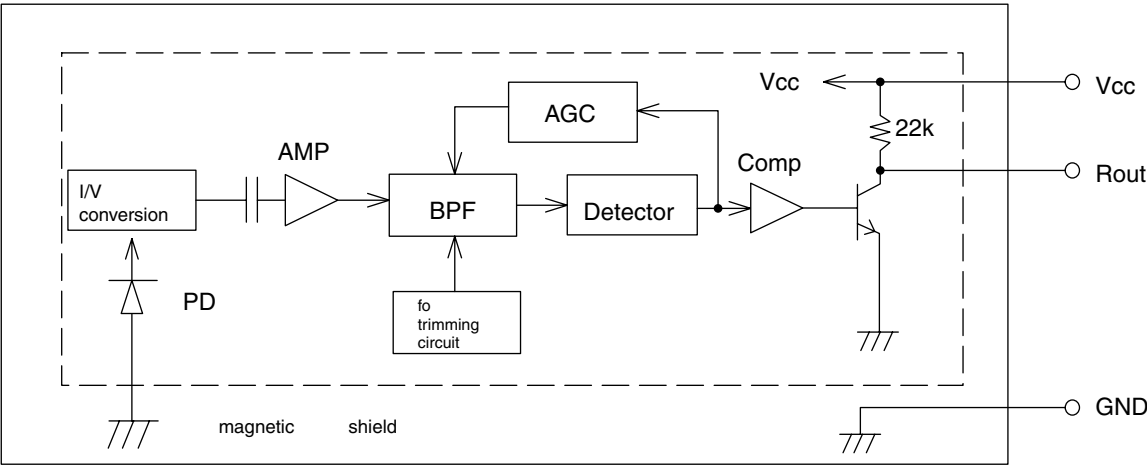 Vcc
Vcc
AGC
22k
AMP
Comp
Rout
I/V
conversion
BPF
Detector
PD
fo
trimming
circuit
GND
magnetic shield